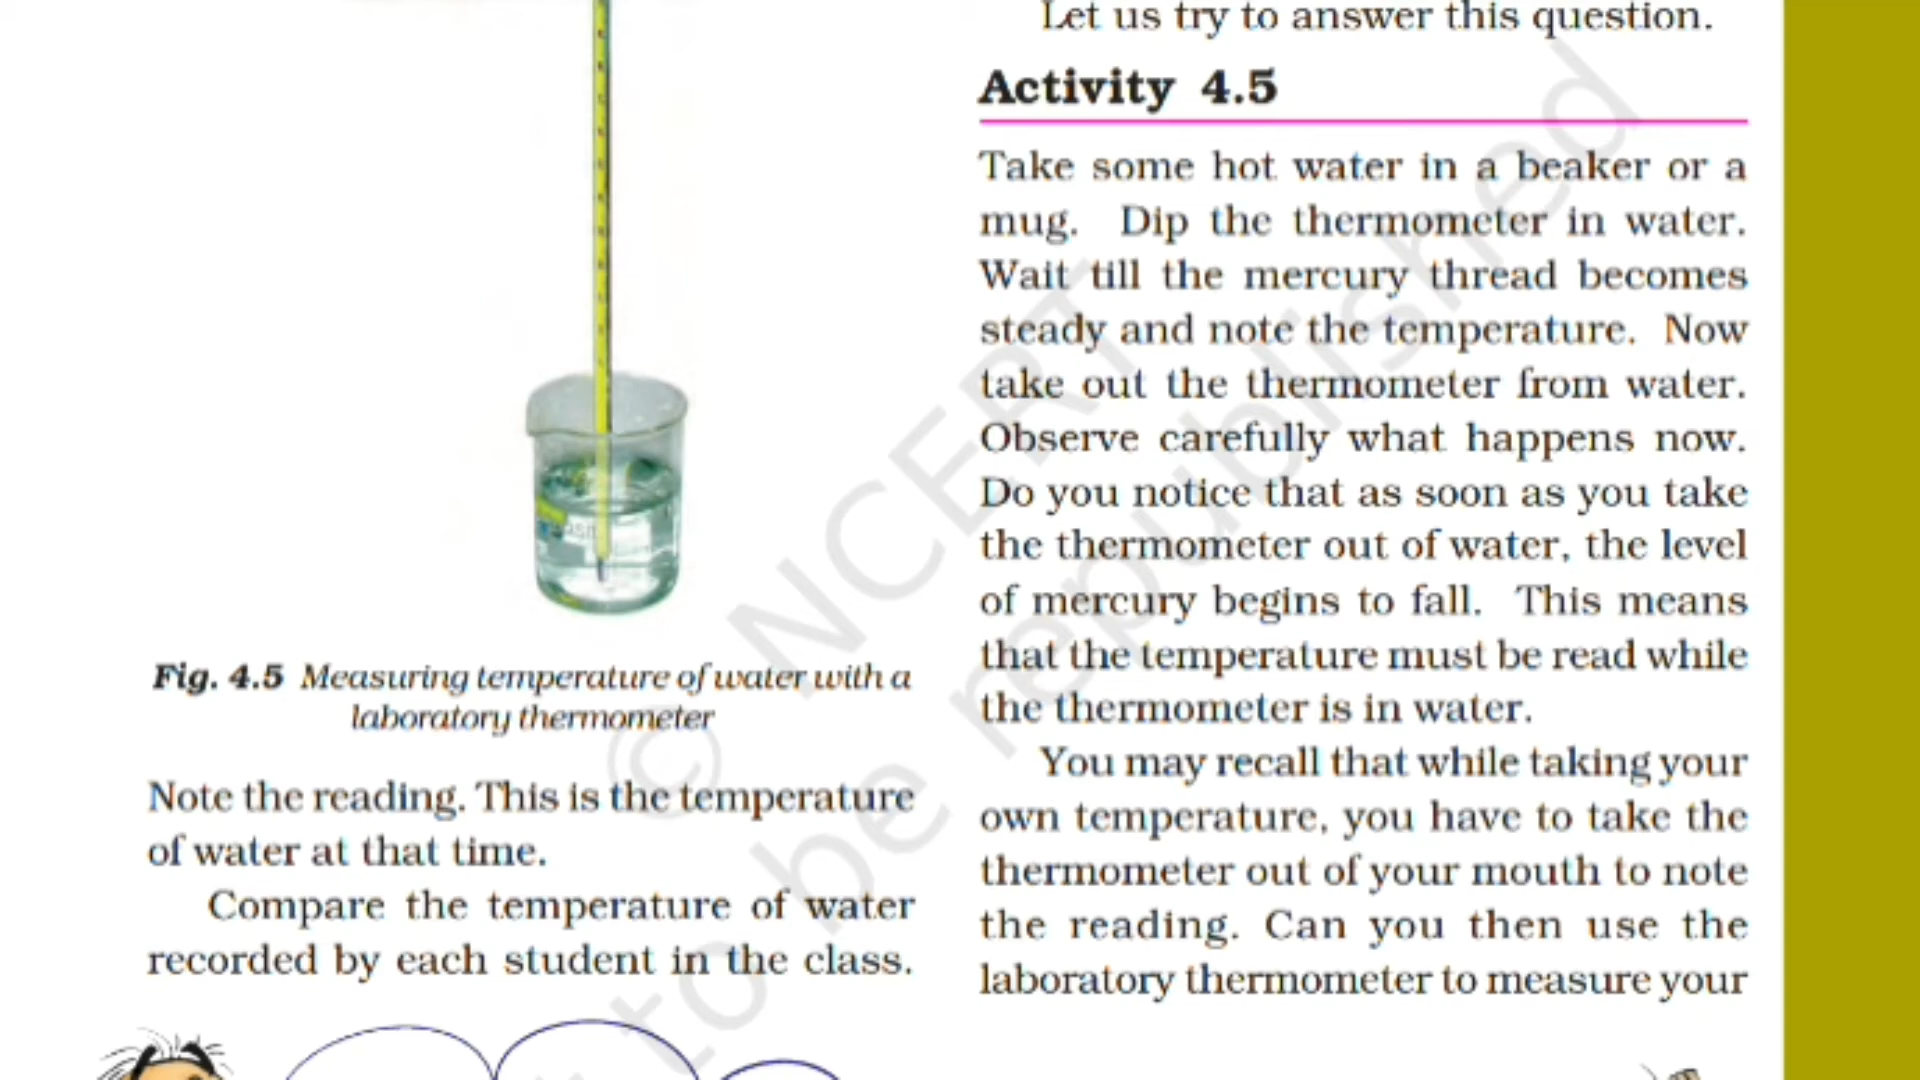 Fig. 4.5 Measuring temperature of water with a
laboratory thermometer
Note the reading. This is the temperature
of water at that time.
Compare the temperature of water
recorded by each student in the class.
Let us try to answer this question.
Activity 4.5
Take some hot water in a beaker or a
mug. Dip the thermometer in water.
Wait till the mercury thread becomes
steady and note the temperature. Now
take out the thermometer from water.
Observe carefully what happens now.
Do you notice that as soon as you take
the thermometer out of water, the level
of mercury begins to fall. This means
that the temperature must be read while
the thermometer is in water.
You may recall that while taking your
own temperature, you have to take the
thermometer out of your mouth to note
the reading. Can you then use the
laboratory thermometer to measure your
© NCERT
to be republished